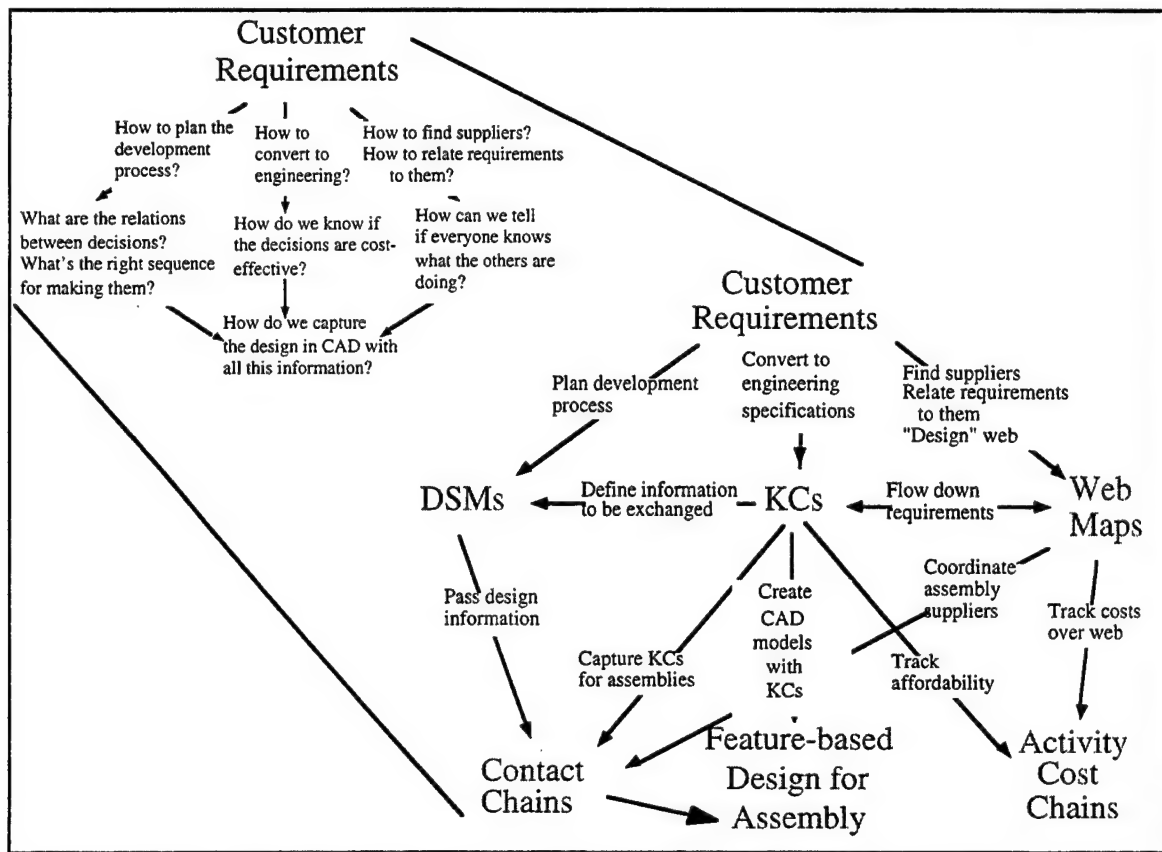 Customer
Requirements
How to plan the
development
process?
How to
convert to
engineering?
How to find suppliers?
How to relate requirements
to them?
What are the relations
between decisions?
What's the right sequence
for making them?
How do we know if
the decisions are cost-
effective?
How can we tell
if everyone knows
what the others are
doing?
How do we capture
the design in CAD with
all this information?
Customer
Requirements
Plan development
process
Convert to
engineering
specifications
Find suppliers
Relate requirements
to them
"Design" web
DSMs
Define information
to be exchanged
KCs
Flow down
requirements
Web
Maps
Pass design
information
Capture KCs
for assemblies
Create
CAD
models
with
KCs
Coordinate
assembly
suppliers
Track
affordability
Track costs
over web
Contact
Chains
Feature-based
Design for
Assembly
Activity
Cost
Chains